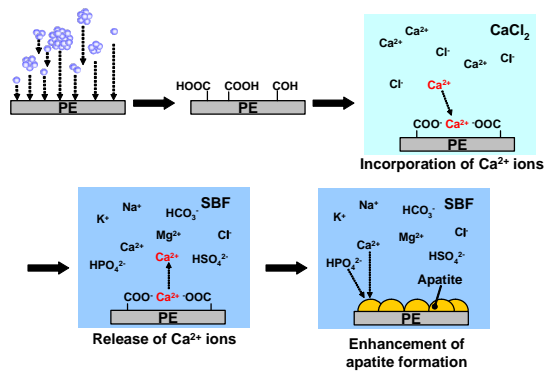 PE
HOOC COOH COH
PE
CaCl₂
Ca²⁺ Ca²⁺
Ca²⁺ Cl⁻ Ca²⁺ Cl⁻
Cl⁻ Ca²⁺
COO⁻ Ca²⁺ ⁻OOC
PE
Incorporation of Ca²⁺ ions
SBF
Na⁺ HCO₃⁻
K⁺
Mg²⁺ Cl⁻
Ca²⁺ Ca²⁺
HPO₄²⁻ HSO₄²⁻
COO⁻ Ca²⁺ ⁻OOC
PE
Release of Ca²⁺ ions
SBF
Na⁺ HCO₃⁻
K⁺
Mg²⁺ Cl⁻
Ca²⁺
HPO₄²⁻ HSO₄²⁻
Apatite
PE
Enhancement of
apatite formation